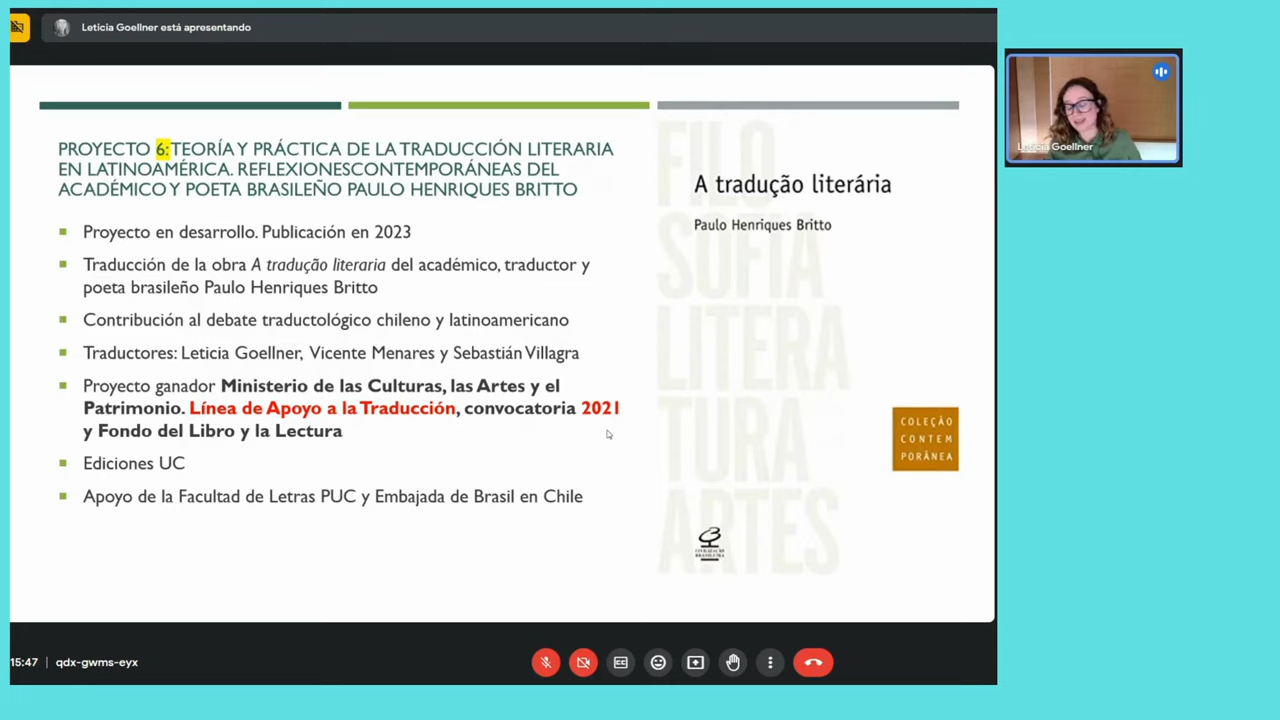 Leticia Goellner está apresentando
PROYECTO 6:TEORÍA Y PRÁCTICA DE LA TRADUCCIÓN LITERARIA
EN LATINOAMÉRICA. REFLEXIONESCONTEMPORÁNEAS DEL
ACADÉMICO Y POETA BRASILEÑO PAULO HENRIQUES BRITTO
Proyecto en desarrollo. Publicación en 2023
Traducción de la obra A tradução literaria del académico, traductor y
poeta brasileño Paulo Henriques Britto
Contribución al debate traductológico chileno y latinoamericano
Traductores: Leticia Goellner, Vicente Menares y Sebastián Villagra
Proyecto ganador Ministerio de las Culturas, las Artes y el
Patrimonio. Línea de Apoyo a la Traducción, convocatoria 2021
y Fondo del Libro y la Lectura
Ediciones UC
Apoyo de la Facultad de Letras PUC y Embajada de Brasil en Chile
FILO
SOFIA
LITERA
TURA
ARTES
A tradução literária
Paulo Henriques Britto
COLEÇÃO
CONTEM
PORÂNEA
CIVILIZAÇÃO
BRASILEIRA
Leticia Goellner
15:47 | qdx-gwms-eyx